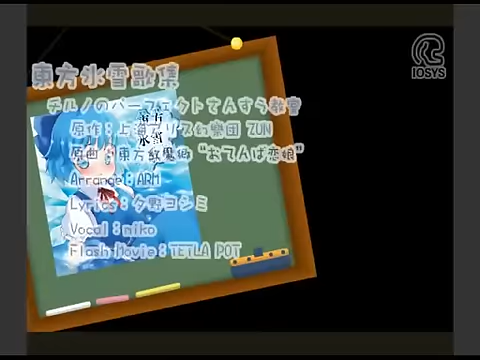 IOSYS
東方氷雪歌集
チルノのパーフェクトさんすう教室
原作：上海アリス幻樂団 ZUN
原曲：東方紅魔郷 “おてんば恋娘”
Arrange：ARM
Lyrics：夕野ヨシミ
Vocal：miko
Flash Movie：TETLA POT